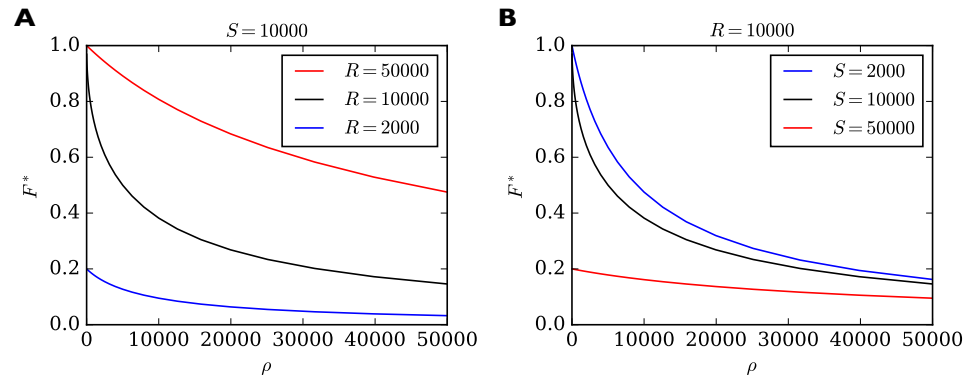 A
S = 10000
F*
1.0
0.8
0.6
0.4
0.2
0.0
R = 50000
R = 10000
R = 2000
0 10000 20000 30000 40000 50000
ρ
B
R = 10000
F*
1.0
0.8
0.6
0.4
0.2
0.0
S = 2000
S = 10000
S = 50000
0 10000 20000 30000 40000 50000
ρ